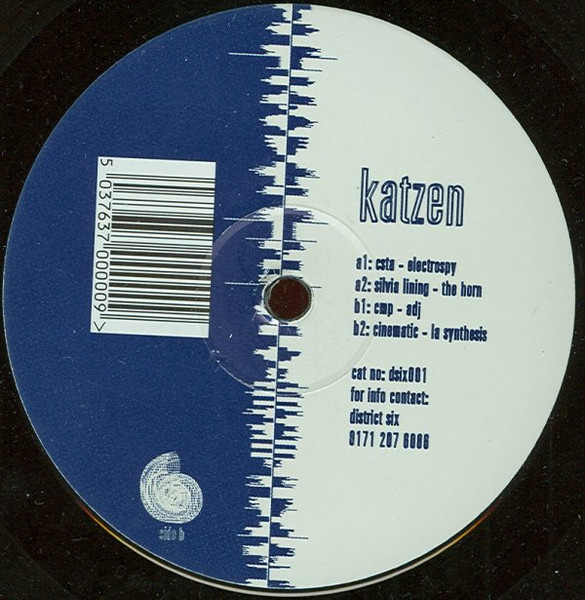 5 037637 000009 >
katzen
a1: csta - electrospy
a2: silvia lining - the horn
b1: cmp - adj
b2: cinematic - la synthesis
cat no: dsix001
for info contact:
district six
0171 207 6006
side b